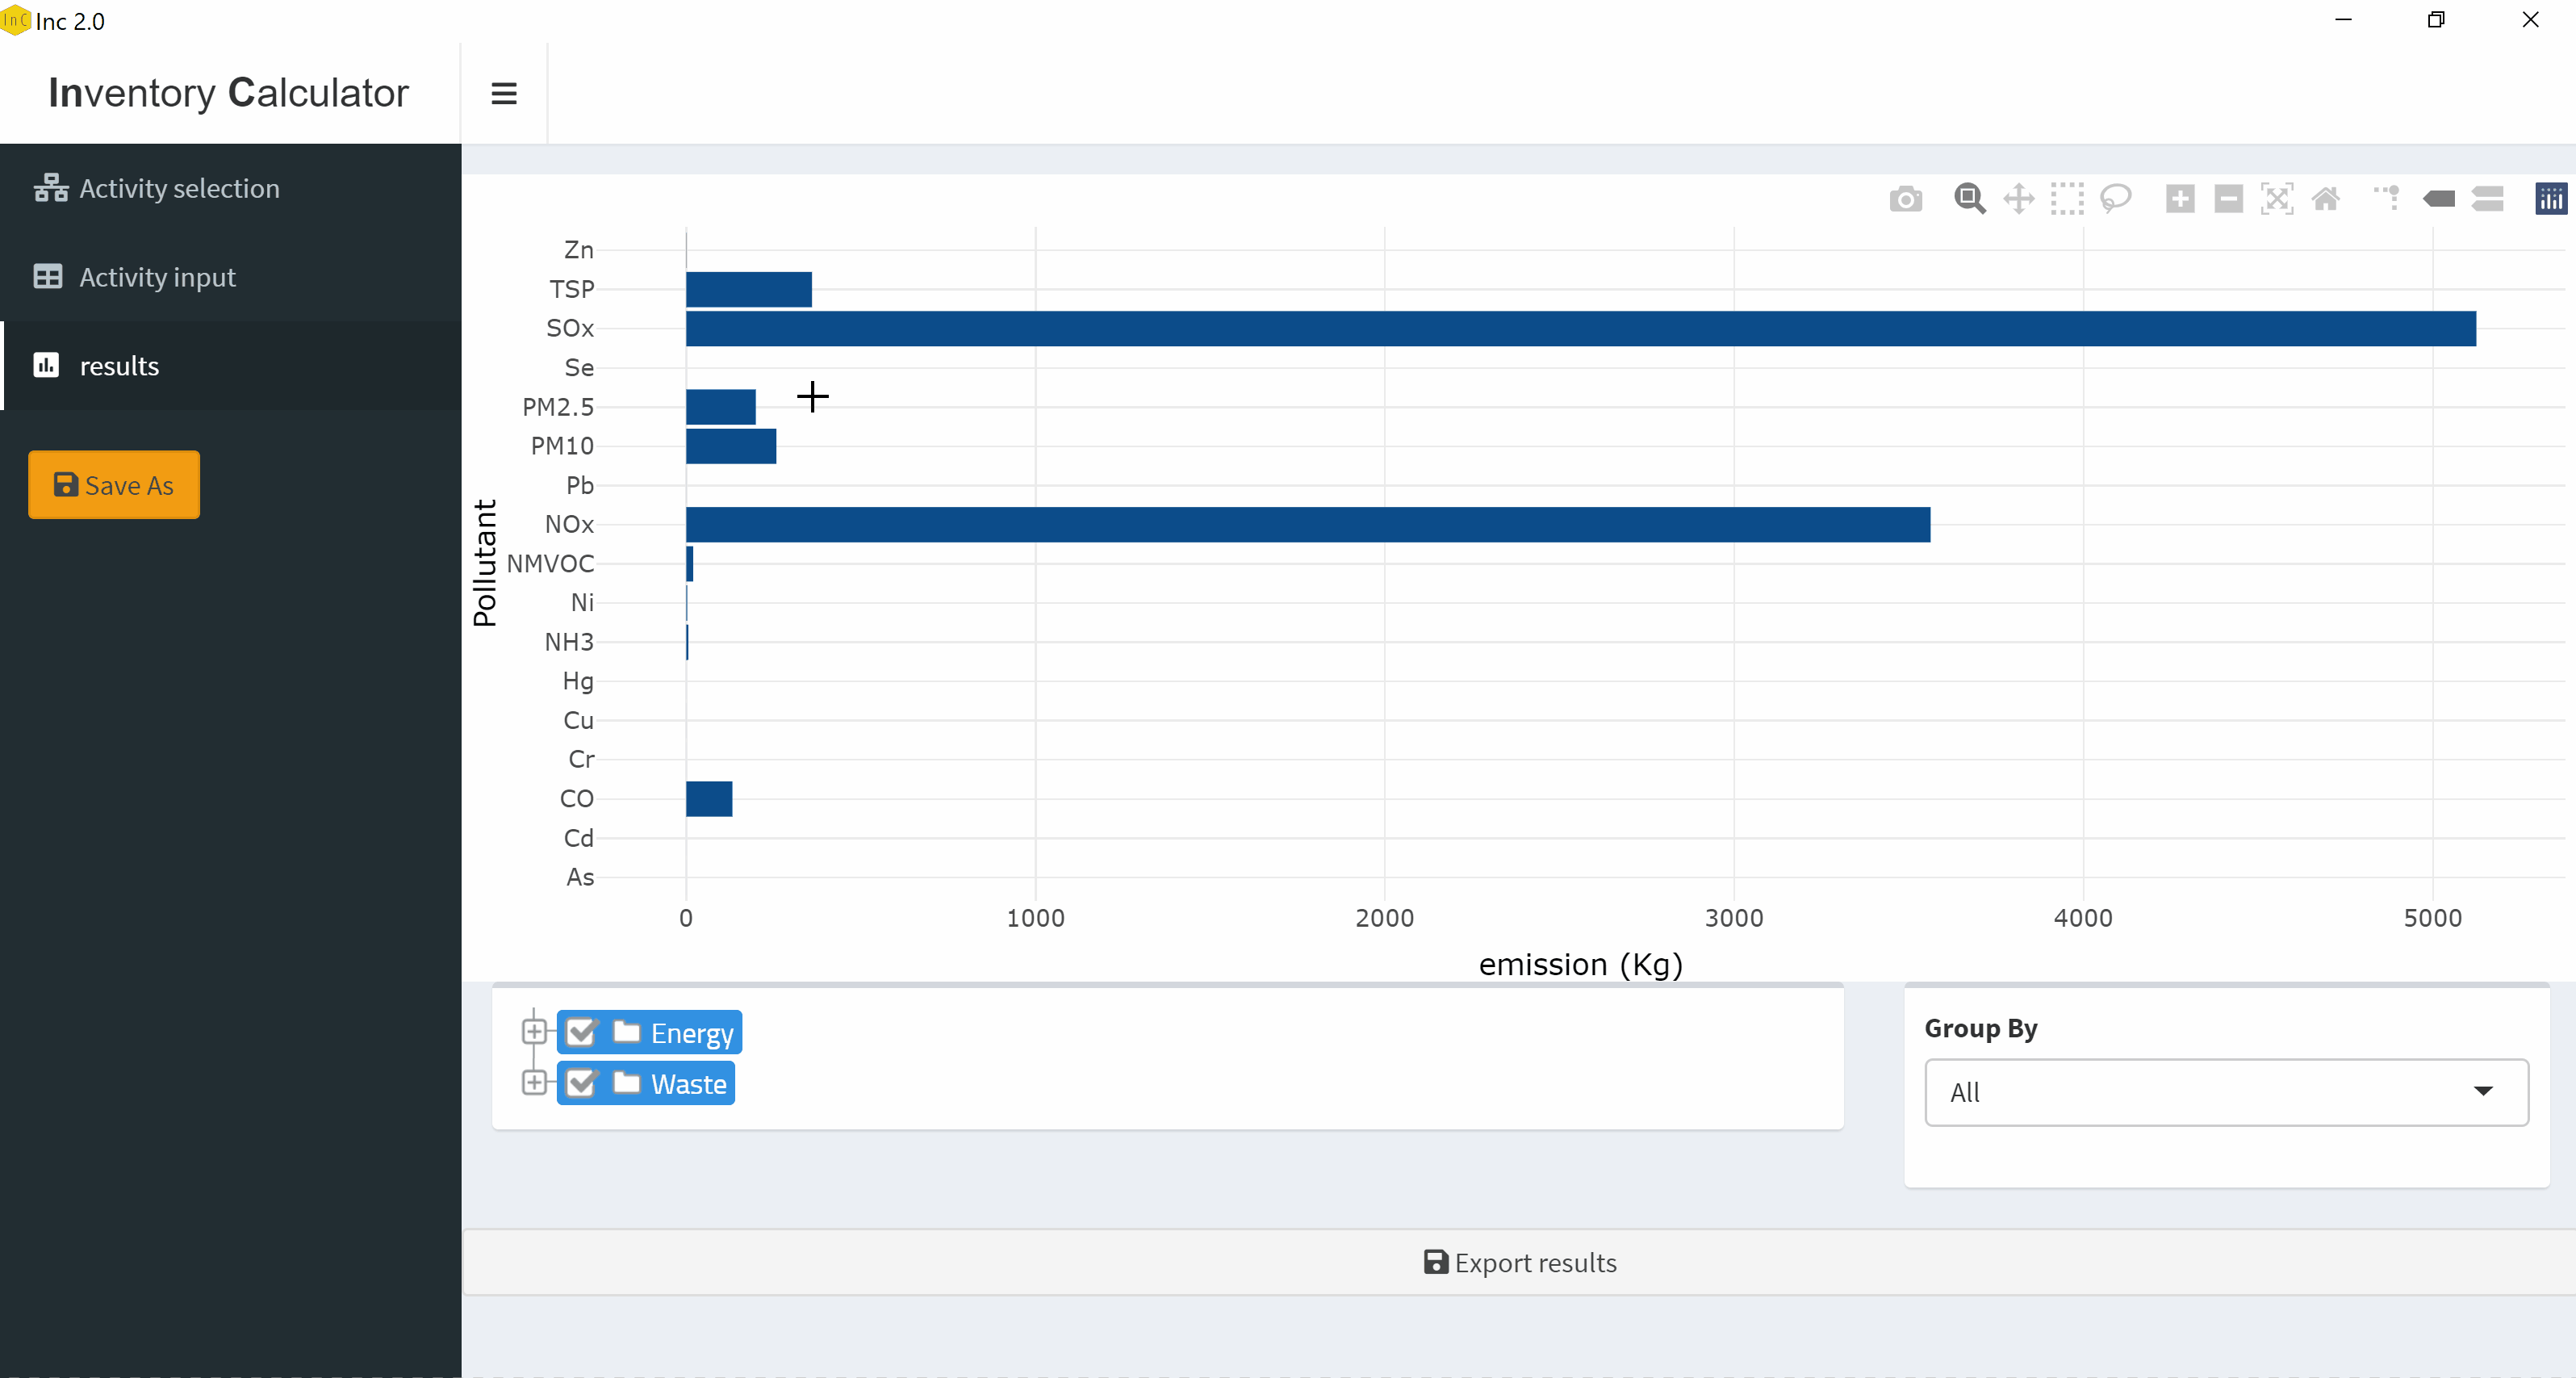 InC Inc 2.0
Inventory Calculator
Activity selection
Activity input
results
Save As
Pollutant
Zn
TSP
SOx
Se
PM2.5
PM10
Pb
NOx
NMVOC
Ni
NH3
Hg
Cu
Cr
CO
Cd
As
0 1000 2000 3000 4000 5000
emission (Kg)
Energy
Waste
Group By
All
Export results